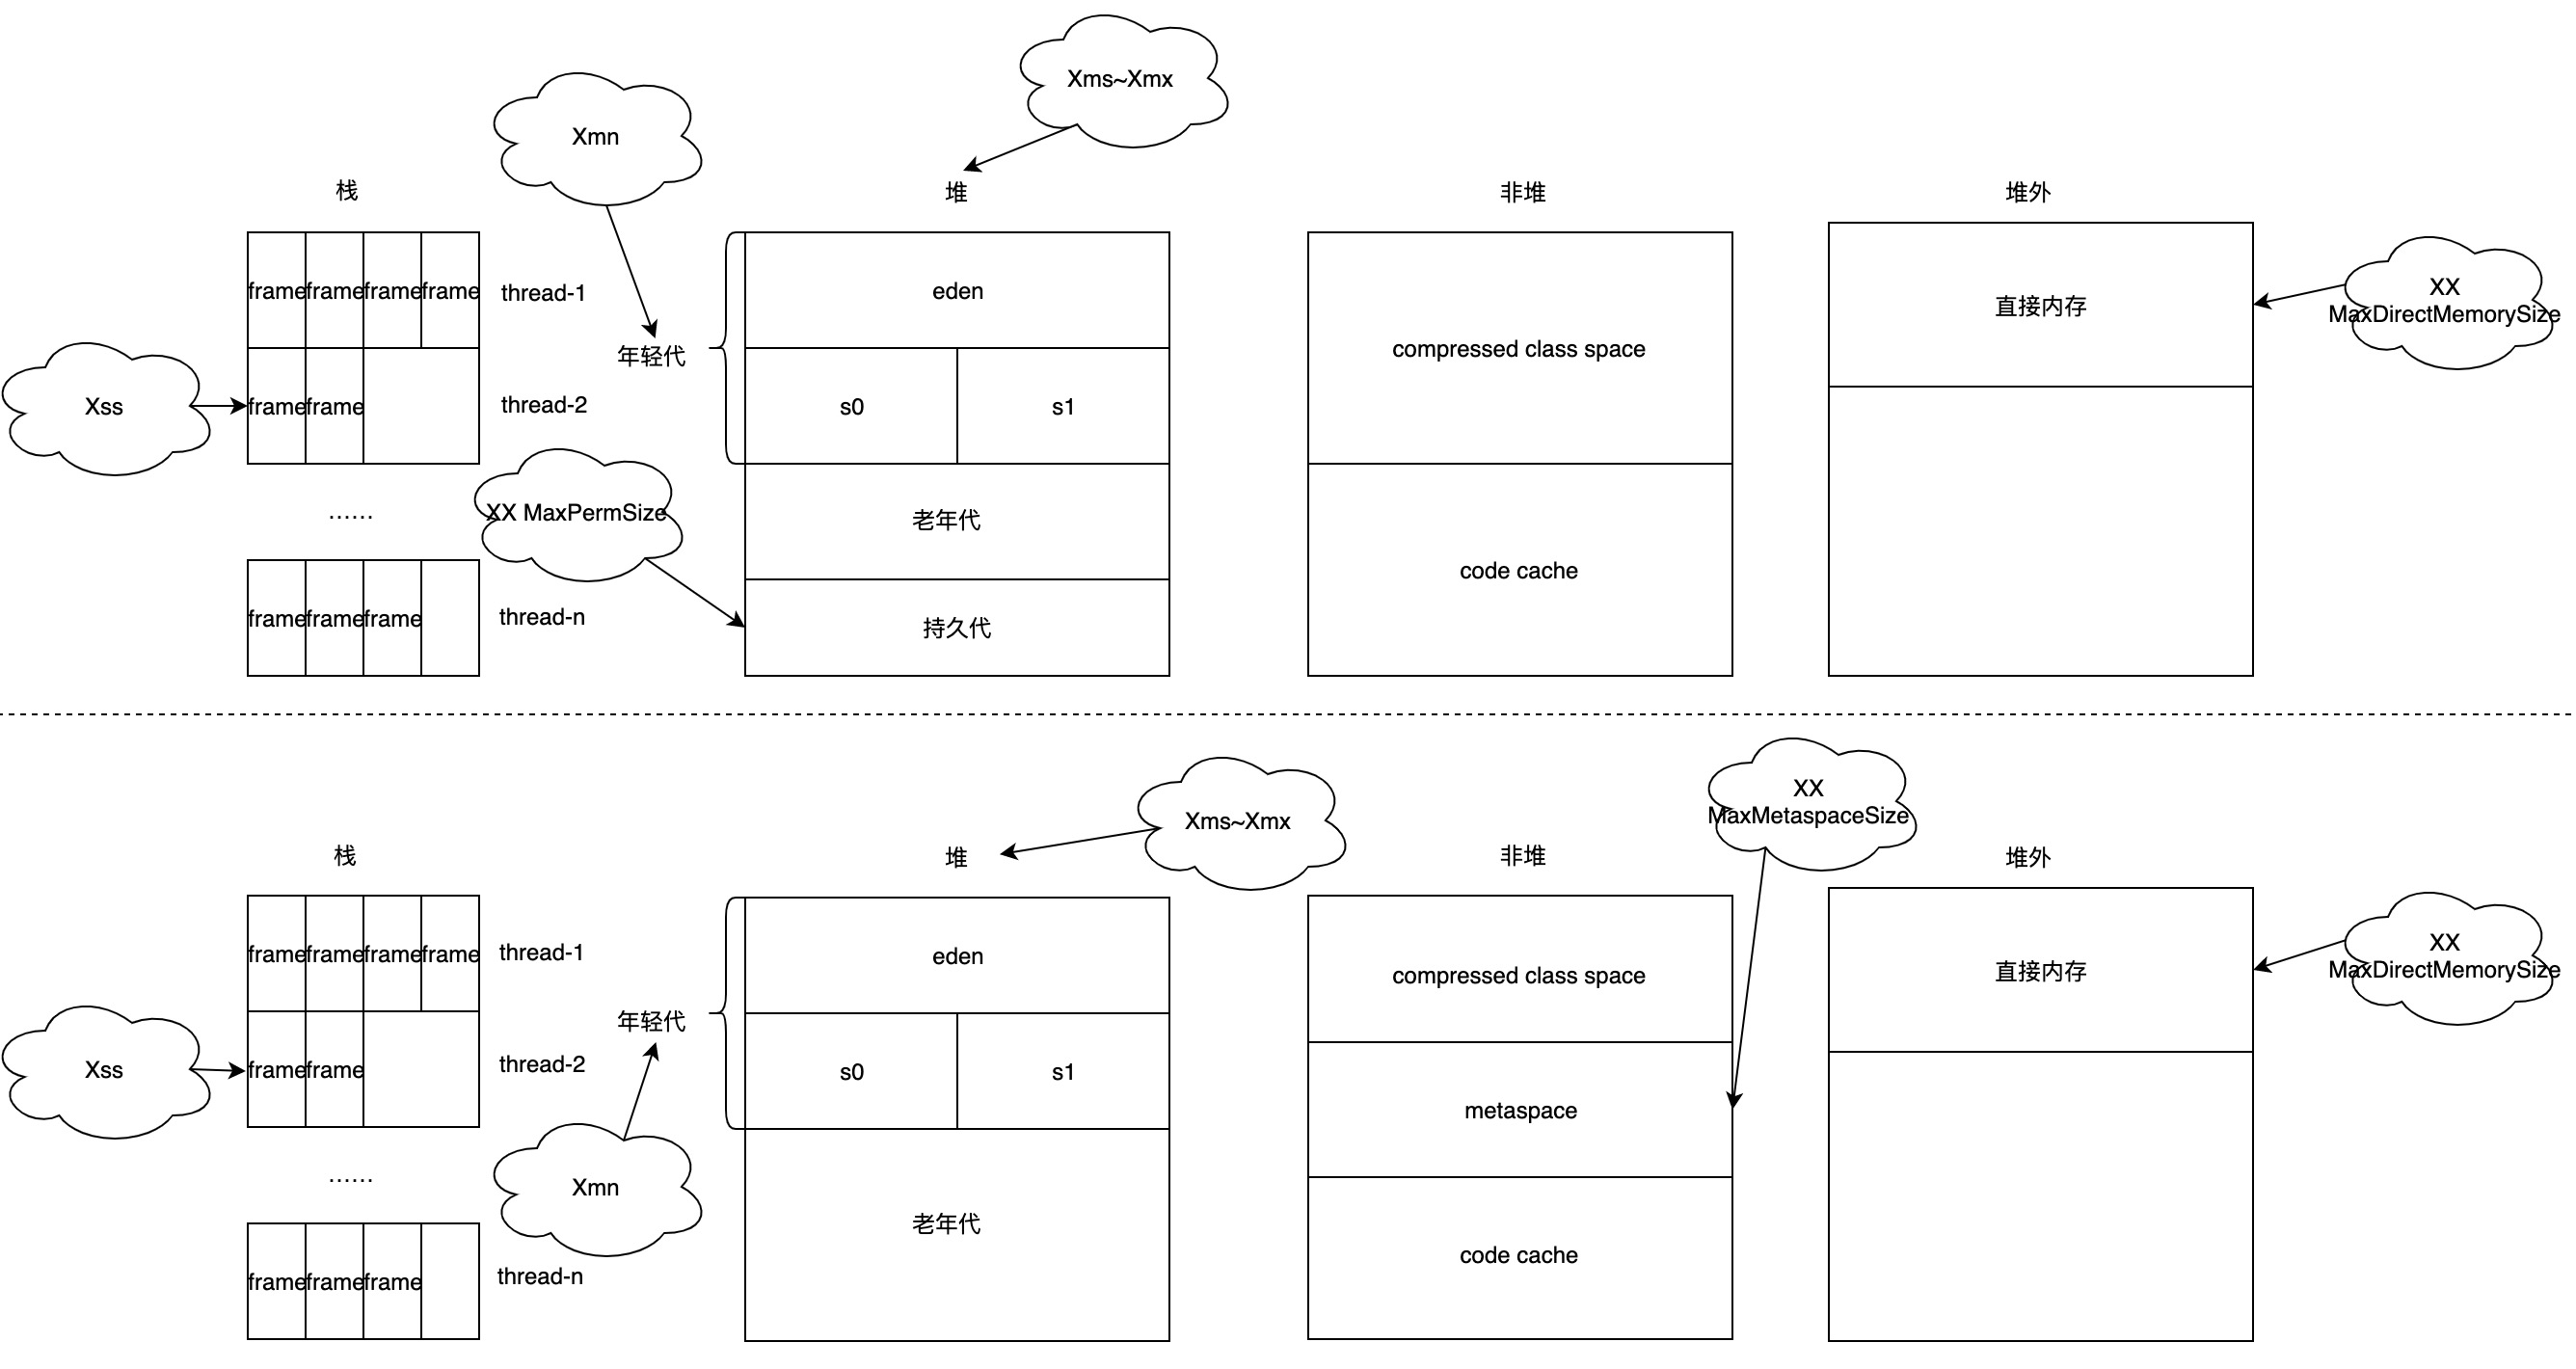 Xms~Xmx
Xmn
栈
堆
非堆
堆外
frame
frame
frame
frame
thread-1
eden
直接内存
XX
MaxDirectMemorySize
年轻代
compressed class space
Xss
frame
frame
thread-2
s0
s1
……
XX MaxPermSize
老年代
code cache
frame
frame
frame
thread-n
持久代
XX
MaxMetaspaceSize
Xms~Xmx
栈
堆
非堆
堆外
frame
frame
frame
frame
thread-1
eden
compressed class space
直接内存
XX
MaxDirectMemorySize
年轻代
Xss
frame
frame
thread-2
s0
s1
metaspace
……
Xmn
老年代
code cache
frame
frame
frame
thread-n